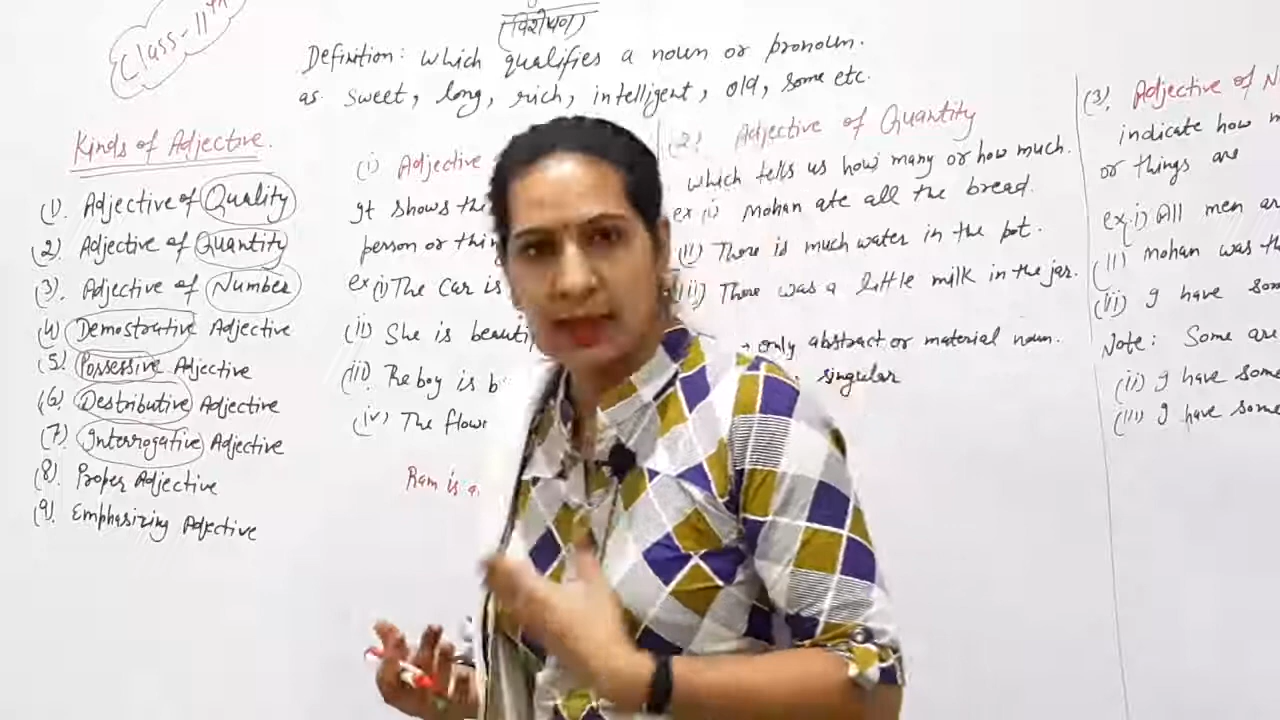 Class-11th
(विशेषण)
Definition: which qualifies a noun or pronoun.
as sweet, long, rich, intelligent, old, some etc.
Kinds of Adjective.
(1). Adjective of Quality
(2) Adjective of Quantity
(3). Adjective of Number
(4) Demostrative Adjective
(5) Possessive Adjective
(6) Destributive Adjective
(7) Interrogative Adjective
(8). Proper Adjective
(9) Emphasizing Adjective
(i) Adjective
It shows the
person or thin
ex (i) The car is
(ii) She is beauti
(iii) The boy is b
(iv) The flow
Ram is a
(2) Adjective of Quantity
which tells us how many or how much.
ex (i) Mohan ate all the bread.
(ii) There is much water in the pot.
(iii) There was a little milk in the jar.
→ only abstract or material noun.
singular
(3). Adjective of N
indicate how m
or things are
ex. i) All men ar
(ii) Mohan was th
(iii) I have som
Note: Some are
(ii) I have some
(iii) I have some